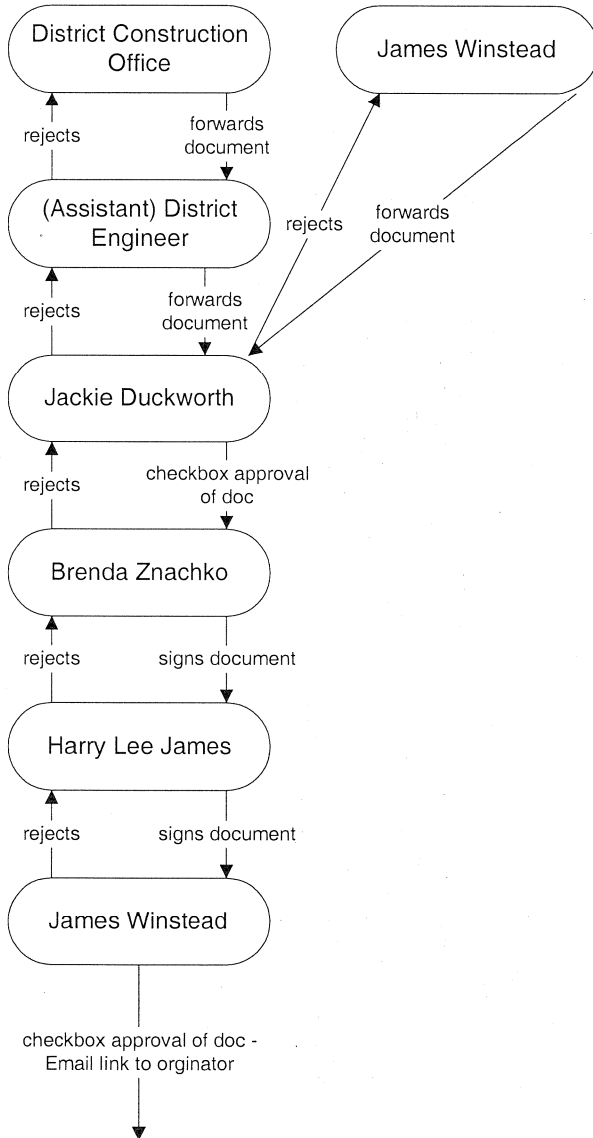 District Construction
Office
James Winstead
rejects
forwards
document
(Assistant) District
Engineer
rejects
forwards
document
rejects
forwards
document
Jackie Duckworth
rejects
checkbox approval
of doc
Brenda Znachko
rejects
signs document
Harry Lee James
rejects
signs document
James Winstead
checkbox approval of doc -
Email link to orginator